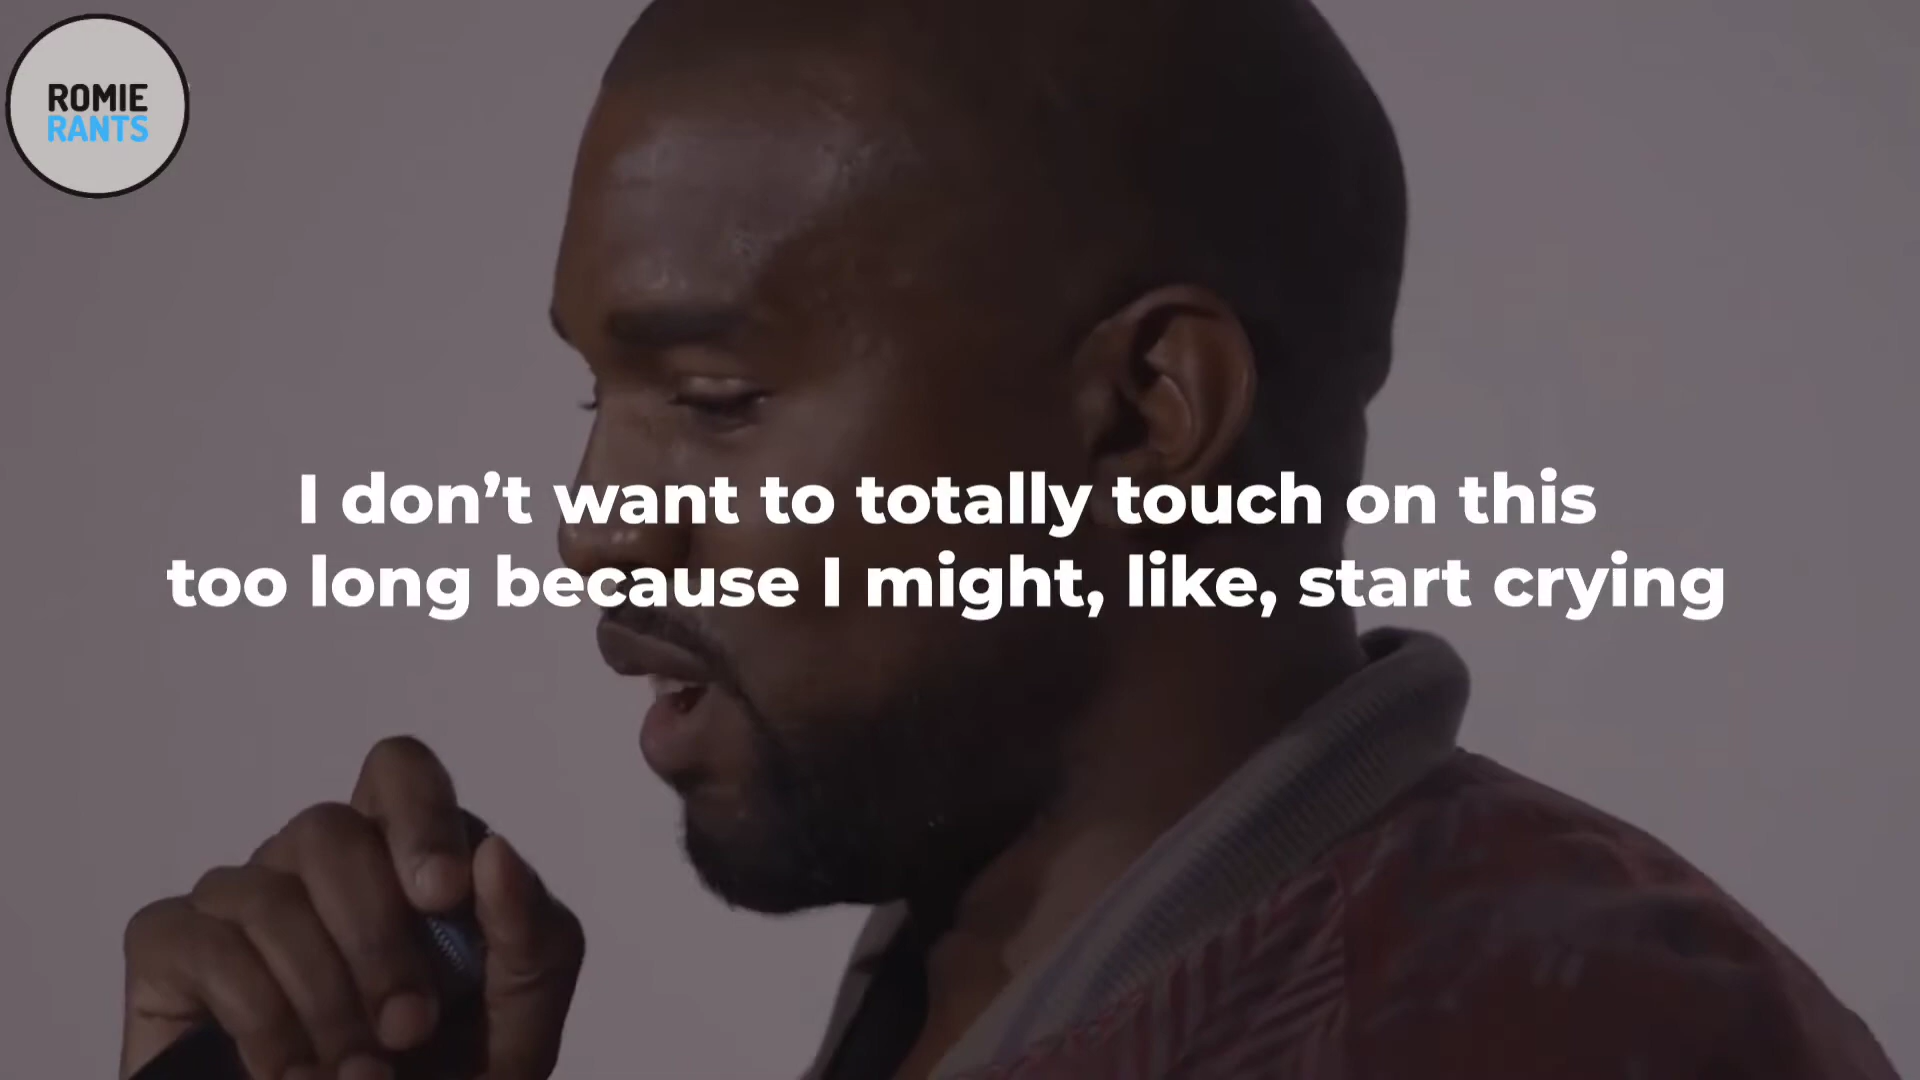 ROMIE
RANTS
I don’t want to totally touch on this
too long because I might, like, start crying